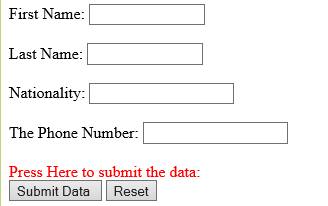 First Name:
Last Name:
Nationality:
The Phone Number:
Press Here to submit the data:
Submit Data Reset